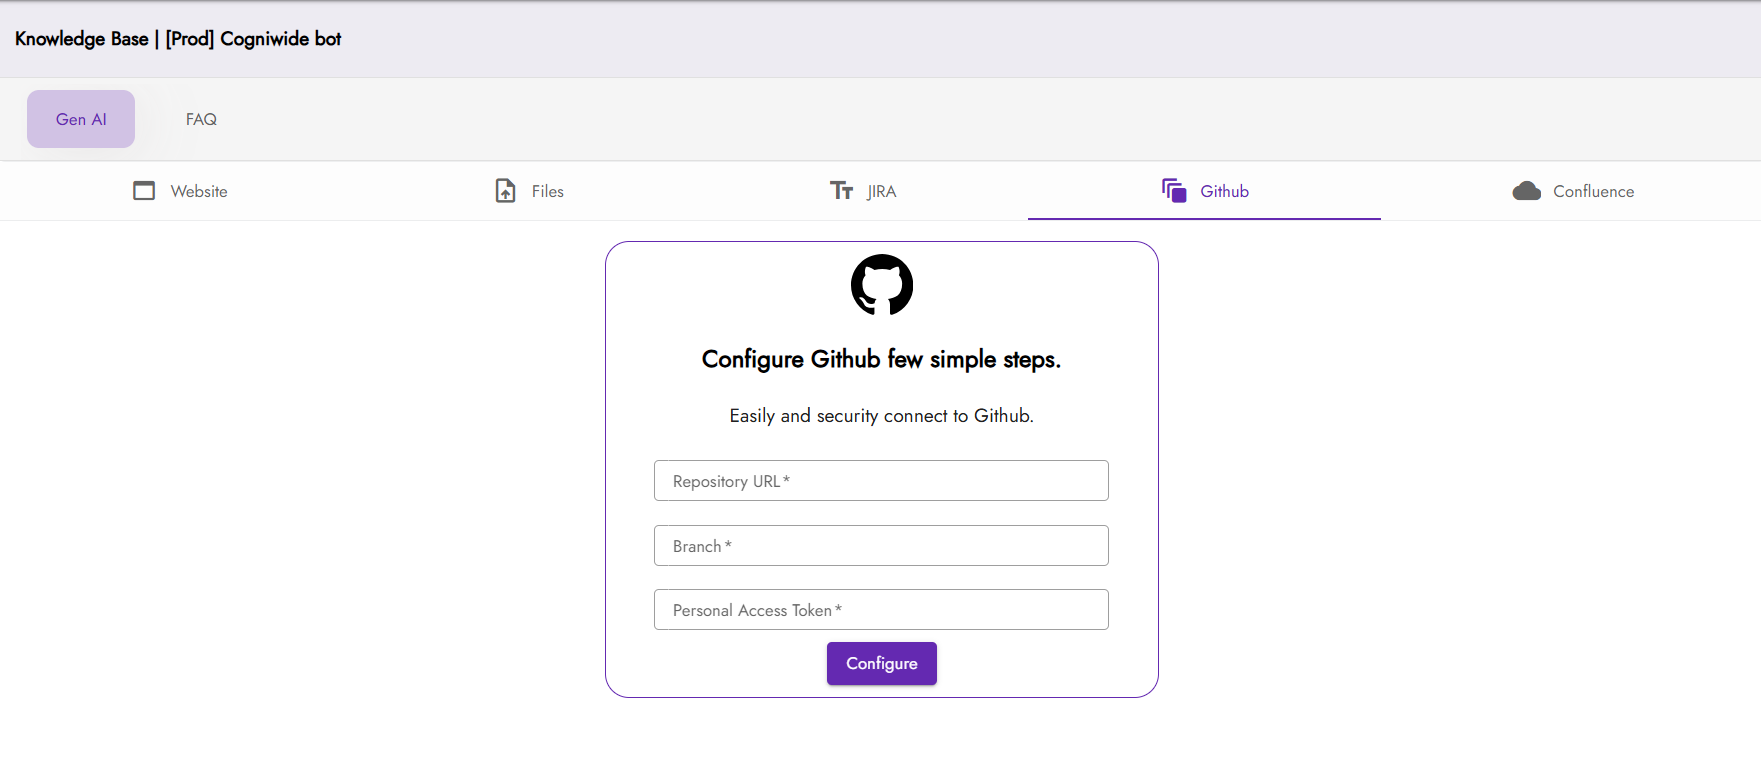 Knowledge Base | [Prod] Cogniwide bot
Gen AI FAQ
Website Files JIRA Github Confluence
Configure Github few simple steps.
Easily and security connect to Github.
Repository URL*
Branch*
Personal Access Token*
Configure